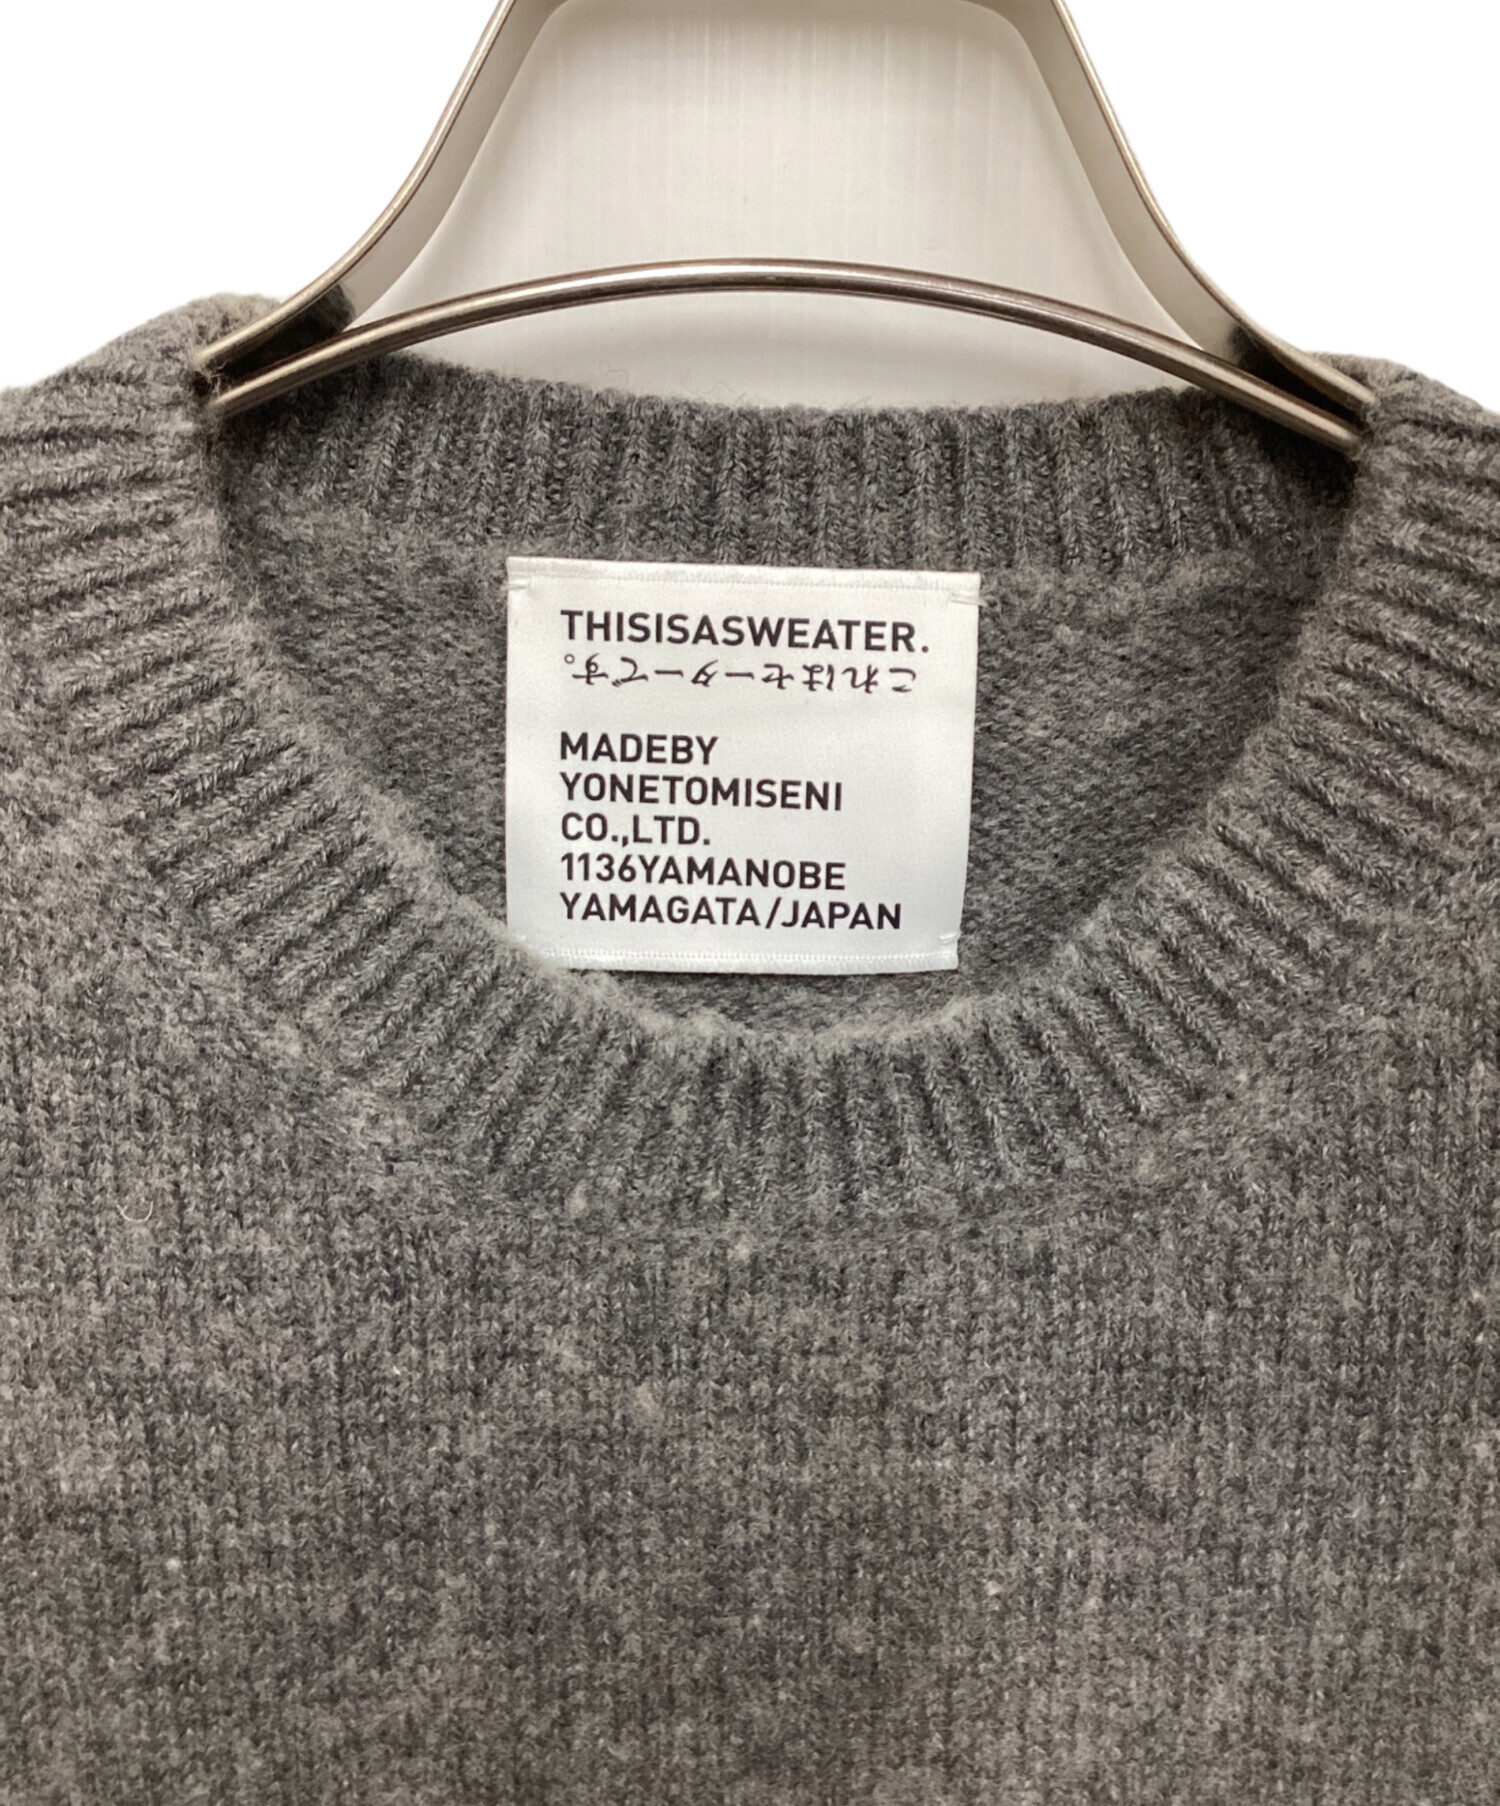 THISISASWEATER.
これはセーターです。
MADEBY
YONETOMISENI
CO.,LTD.
1136YAMANOBE
YAMAGATA/JAPAN